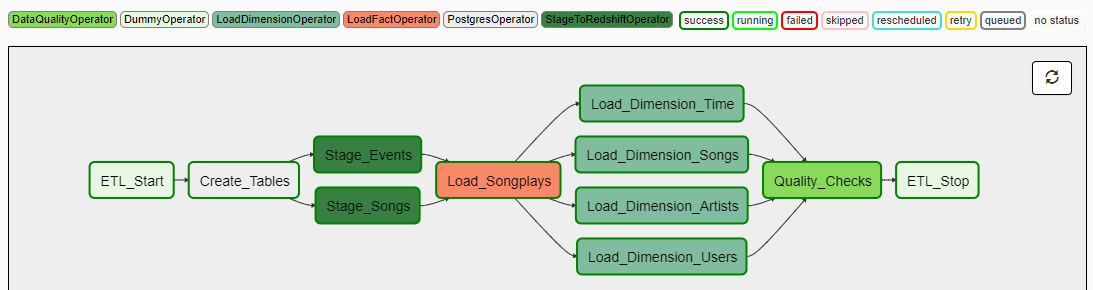 DataQualityOperator DummyOperator LoadDimensionOperator LoadFactOperator PostgresOperator StageToRedshiftOperator success running failed skipped rescheduled retry queued no status
Load_Dimension_Time
Stage_Events Load_Dimension_Songs
ETL_Start Create_Tables Load_Songplays Quality_Checks ETL_Stop
Stage_Songs Load_Dimension_Artists
Load_Dimension_Users